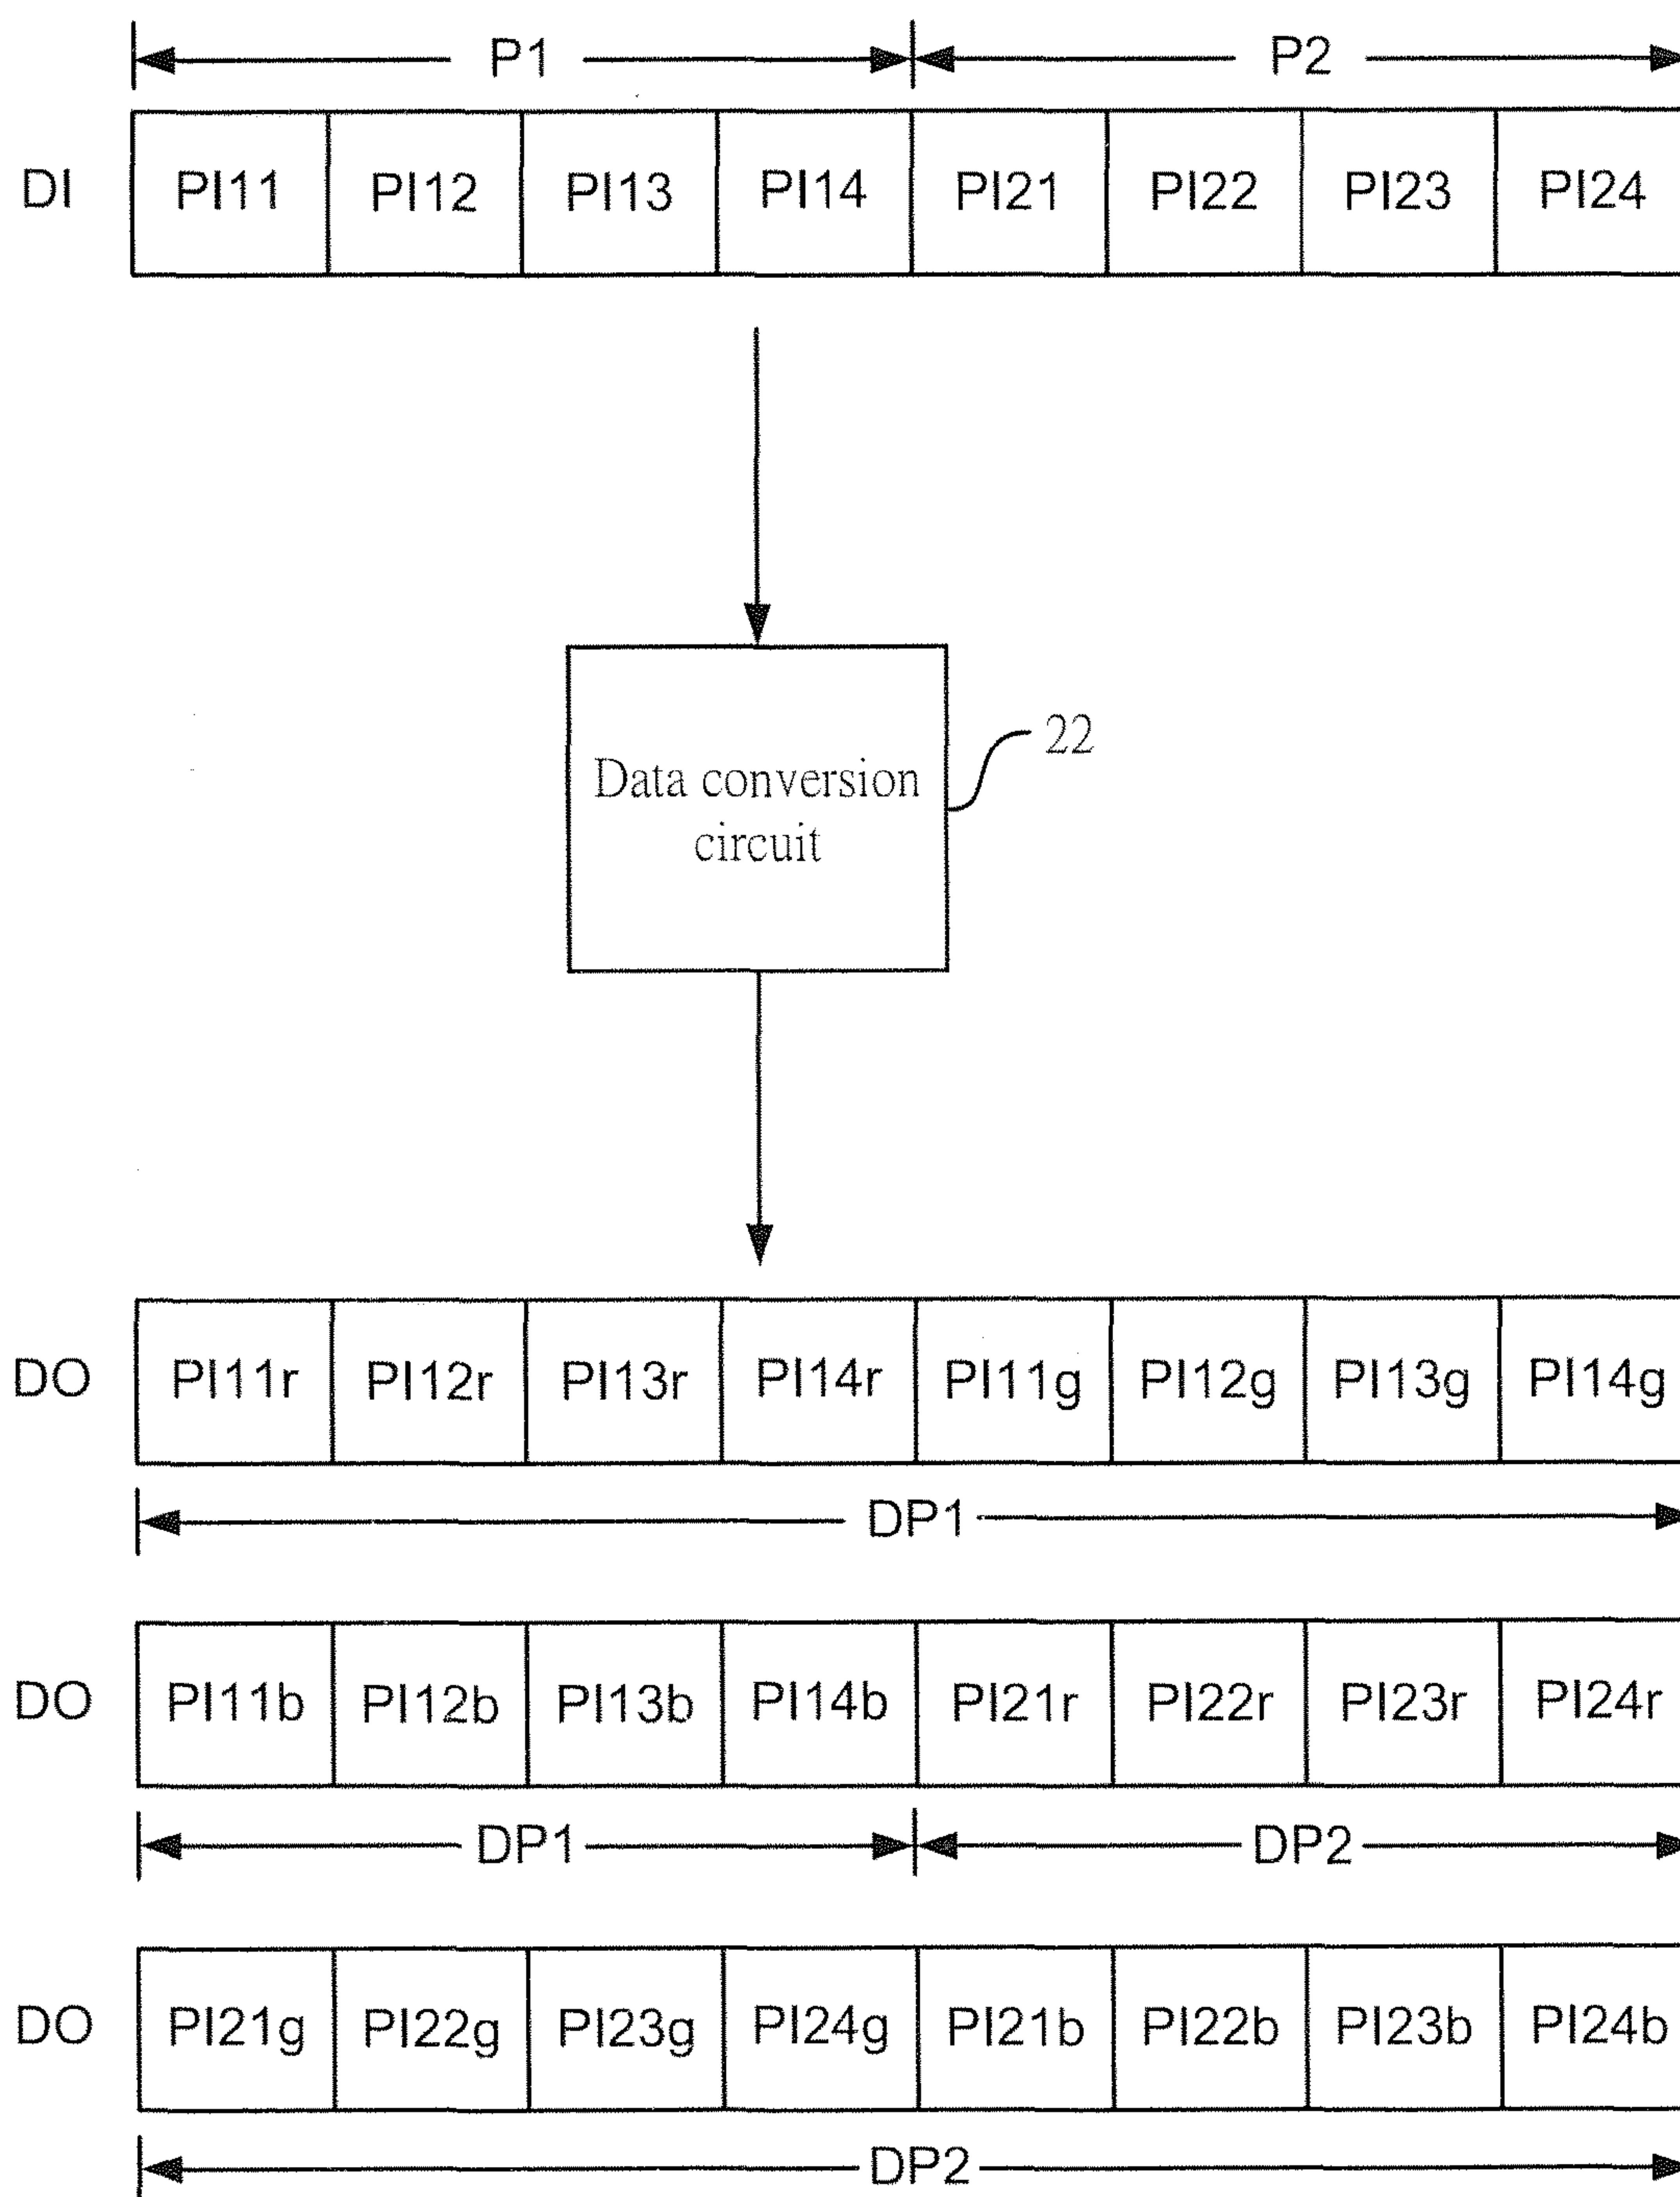 P1 P2
DI PI11 PI12 PI13 PI14 PI21 PI22 PI23 PI24
22
Data conversion
circuit
DO PI11r PI12r PI13r PI14r PI11g PI12g PI13g PI14g
DP1
DO PI11b PI12b PI13b PI14b PI21r PI22r PI23r PI24r
DP1 DP2
DO PI21g PI22g PI23g PI24g PI21b PI22b PI23b PI24b
DP2